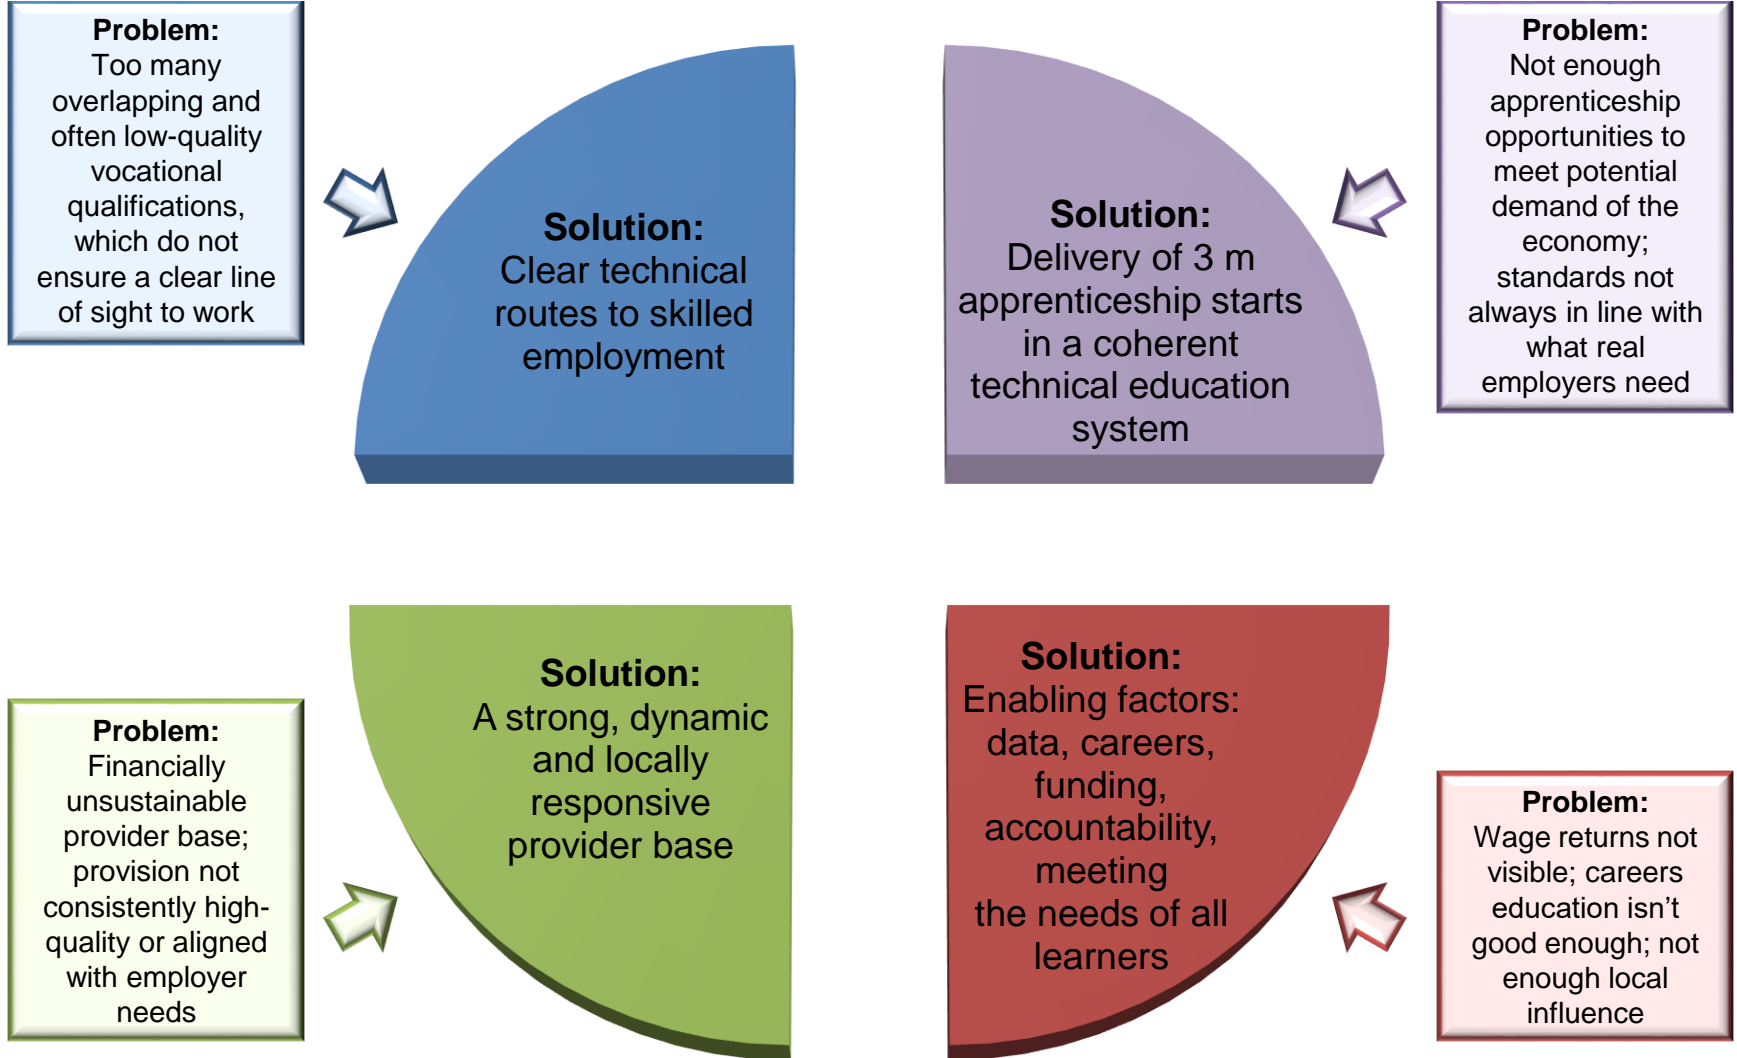 Problem:
Too many
overlapping and
often low-quality
vocational
qualifications,
which do not
ensure a clear line
of sight to work
Solution:
Clear technical
routes to skilled
employment
Solution:
Delivery of 3 m
apprenticeship starts
in a coherent
technical education
system
Problem:
Not enough
apprenticeship
opportunities to
meet potential
demand of the
economy;
standards not
always in line with
what real
employers need
Problem:
Financially
unsustainable
provider base;
provision not
consistently high-
quality or aligned
with employer
needs
Solution:
A strong, dynamic
and locally
responsive
provider base
Solution:
Enabling factors:
data, careers,
funding,
accountability,
meeting
the needs of all
learners
Problem:
Wage returns not
visible; careers
education isn’t
good enough; not
enough local
influence